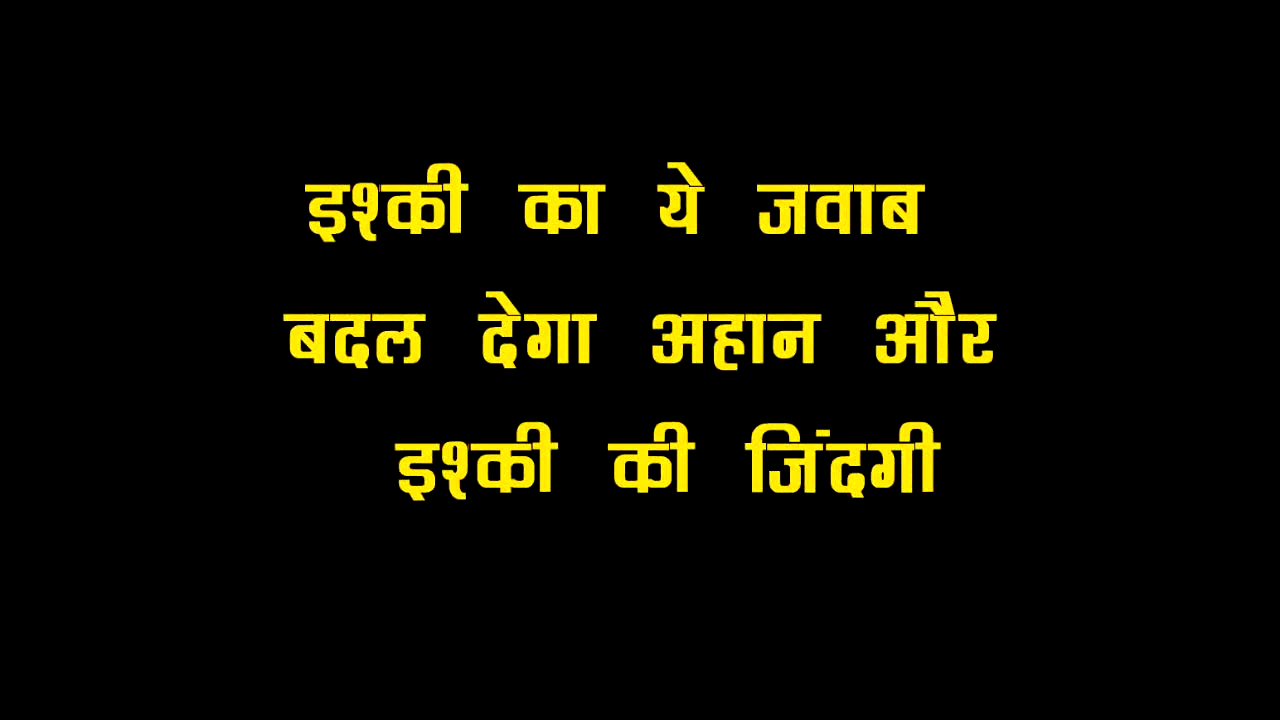 इश्की का ये जवाब
बदल देगा अहान और
इश्की की जिंदगी